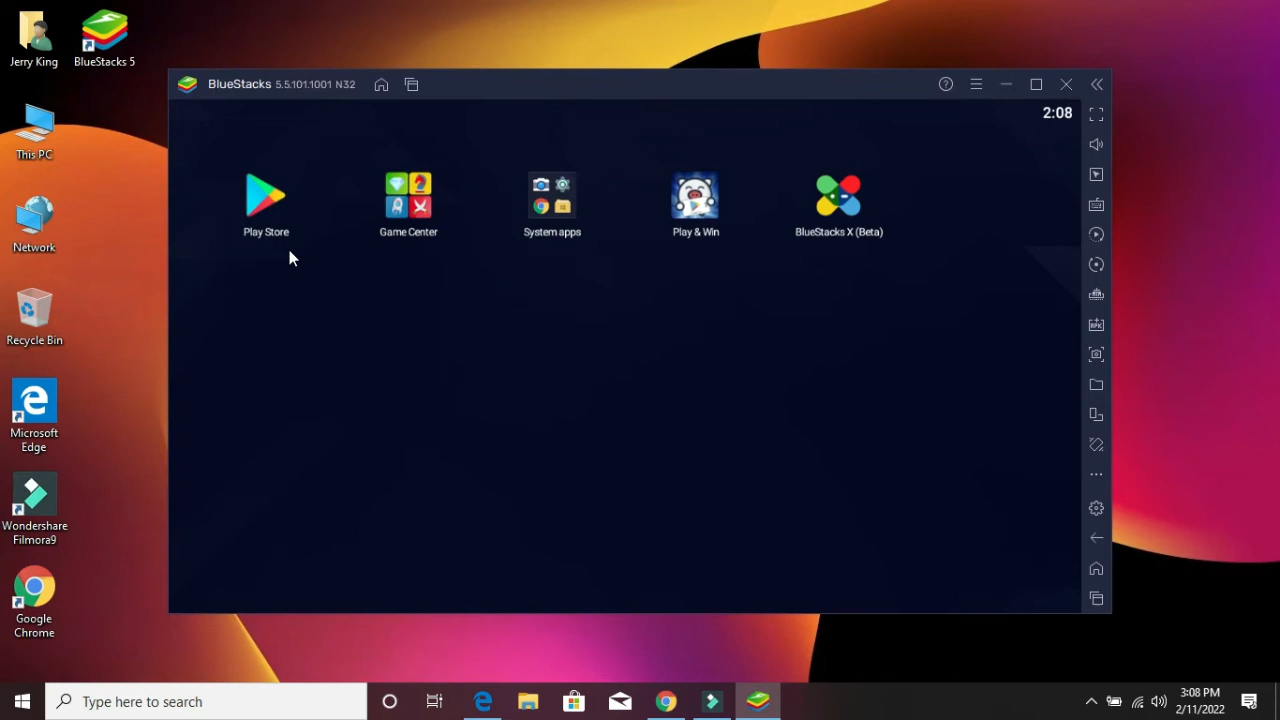 Jerry King
BlueStacks 5
This PC
Network
Recycle Bin
Microsoft
Edge
Wondershare
Filmora9
Google
Chrome
BlueStacks 5.5.101.1001 N32
2:08
Play Store
Game Center
System apps
Play & Win
BlueStacks X (Beta)
Type here to search
3:08 PM
2/11/2022